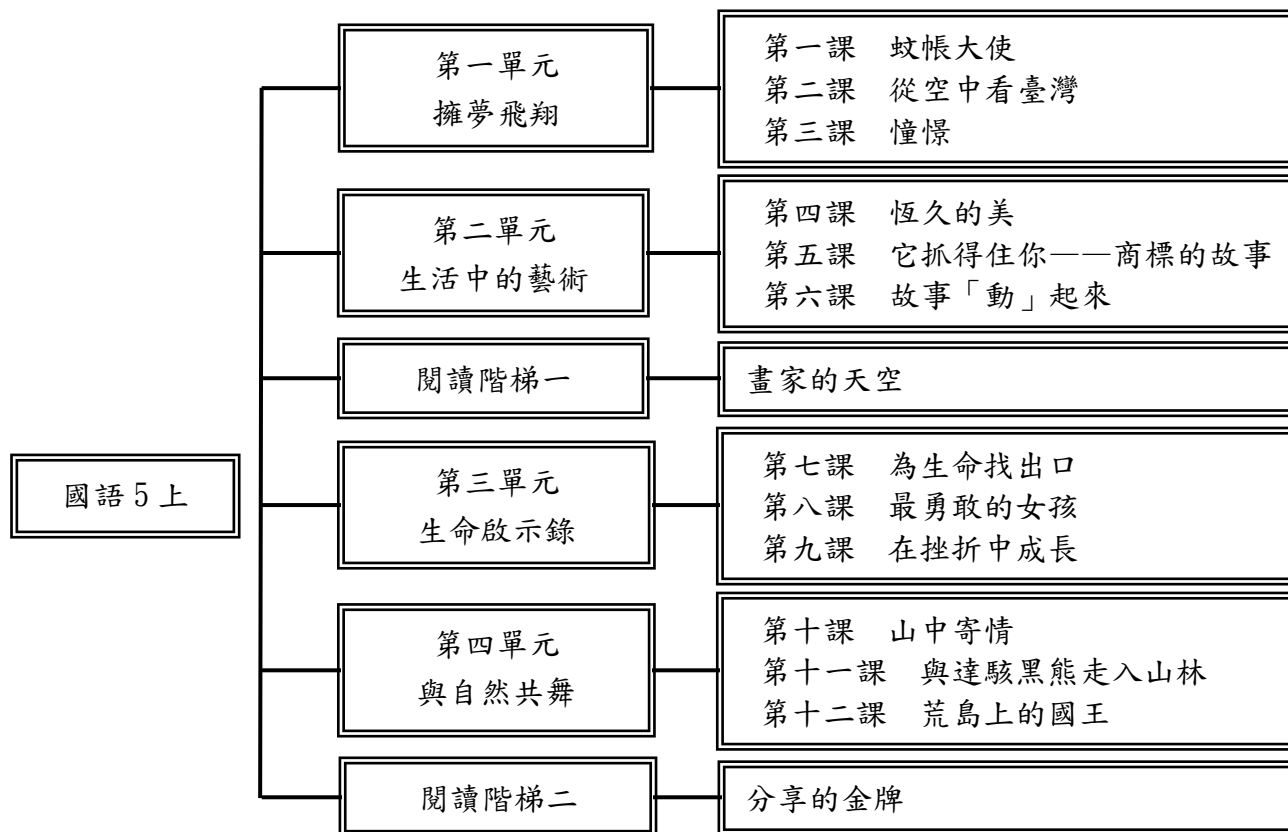 國語5上
第一單元
擁夢飛翔
第一課 蚊帳大使
第二課 從空中看臺灣
第三課 憧憬
第二單元
生活中的藝術
第四課 恆久的美
第五課 它抓得住你——商標的故事
第六課 故事「動」起來
閱讀階梯一
畫家的天空
第三單元
生命啟示錄
第七課 為生命找出口
第八課 最勇敢的女孩
第九課 在挫折中成長
第四單元
與自然共舞
第十課 山中寄情
第十一課 與達駭黑熊走入山林
第十二課 荒島上的國王
閱讀階梯二
分享的金牌